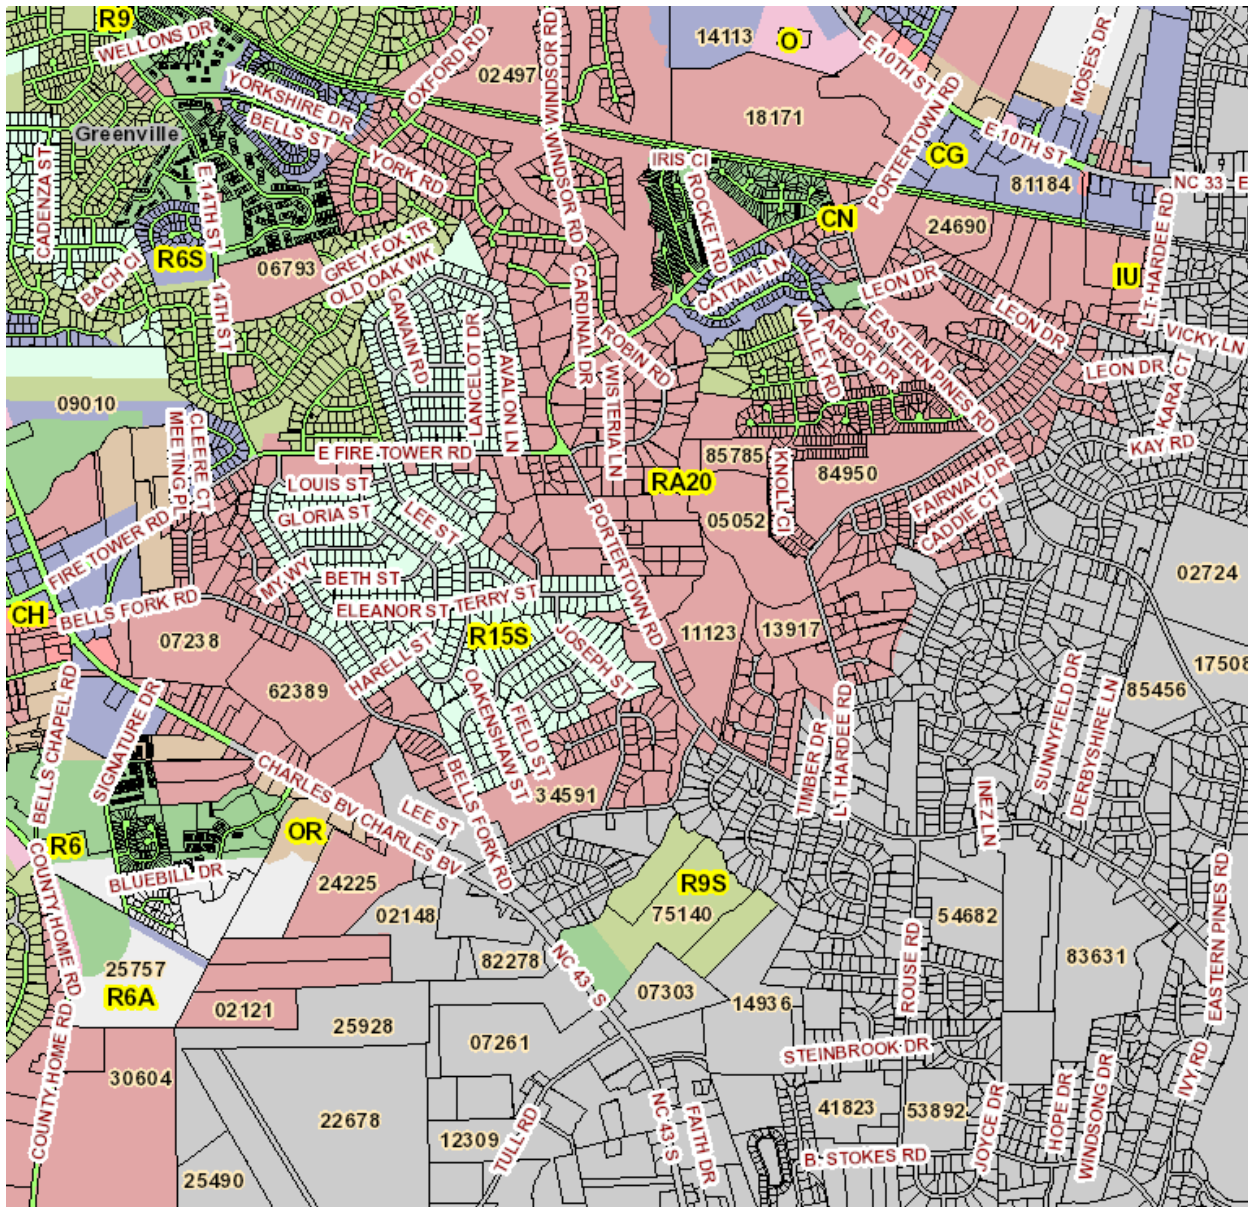 R9
WELLONS DR
14113
O
E 10TH ST
MOSES DR
02497
OXFORD RD
W WINDSOR RD
YORKSHIRE DR
BELLS ST
Greenville
18171
PORTERTOWN RD
E 10TH ST
CG
YORK RD
IRIS CI
ROCKET RD
81184
NC 33 E
CADENZA ST
E 14TH ST
W WINDSOR RD
CN
24690
R6S
06793
GREY FOX TR
OLD OAK WK
BACH CI
CATTAIL LN
LEON DR
IU
L T HARDEE RD
14TH ST
GAWAIN RD
LANCELOT DR
AVALON LN
CARDINAL DR
ROBIN RD
VALLEY RD
ARBOR DR
EASTERN PINES RD
LEON DR
VICKY LN
WISTERIA LN
LEON DR
KARA CT
09010
CLEERE CT
MEETING PL
E FIRE TOWER RD
85785
KNOLL CI
84950
KAY RD
LOUIS ST
RA20
FAIRWAY DR
GLORIA ST
LEE ST
PORTERTOWN RD
05052
CADDIE CT
FIRE TOWER RD
MY WY
BETH ST
02724
CH
BELLS FORK RD
ELEANOR ST
TERRY ST
07238
R15S
11123
13917
HARELL ST
JOSEPH ST
17508
62389
SIGNATURE DR
BELLS CHAPEL RD
OAKENSHAW ST
FIELD ST
SUNNYFIELD DR
DERBYSHIRE LN
85456
TIMBER DR
L T HARDEE RD
CHARLES BV
CHARLES BV
LEE ST
BELLS FORK RD
34591
INEZ LN
R6
OR
BLUEBILL DR
24225
R9S
75140
COUNTY HOME RD
02148
54682
EASTERN PINES RD
25757
82278
NC 43 S
ROUSE RD
83631
R6A
02121
07303
14936
25928
07261
COUNTY HOME RD
STEINBROOK DR
IVY RD
30604
22678
TULL RD
NC 43 S
FAITH DR
41823
53892
JOYCE DR
HOPE DR
WINDSONG DR
12309
B. STOKES RD
25490